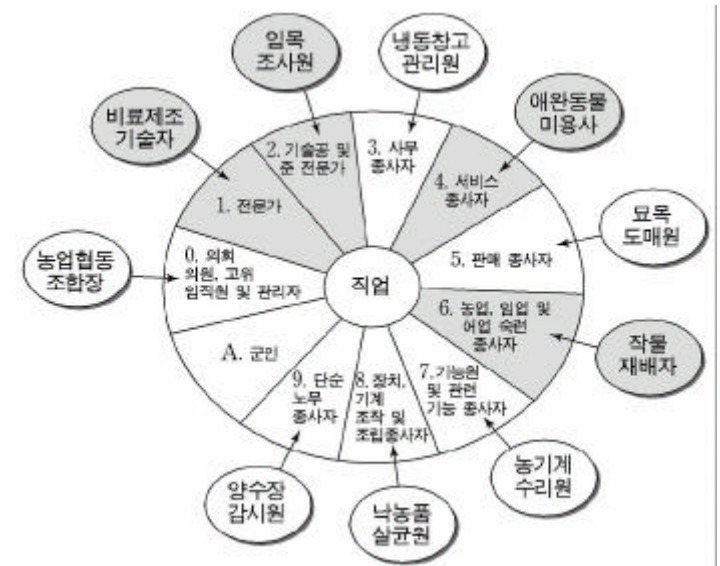 임목
조사원
냉동창고
관리원
비료제조
기술자
애완동물
미용사
2. 기술공 및
준 전문가
3. 사무
종사자
4. 서비스
종사자
1. 전문가
묘목
도매원
농업협동
조합장
0. 의회
의원, 고위
임직원 및 관리자
직업
5. 판매 종사자
6. 농업, 임업 및
어업 숙련
종사자
작물
재배자
A. 군인
9. 단순
노무
종사자
8. 장치,
기계
조작 및
조립종사자
7. 기능원
및 관련
기능 종사자
양수장
감시원
낙농품
살균원
농기계
수리원